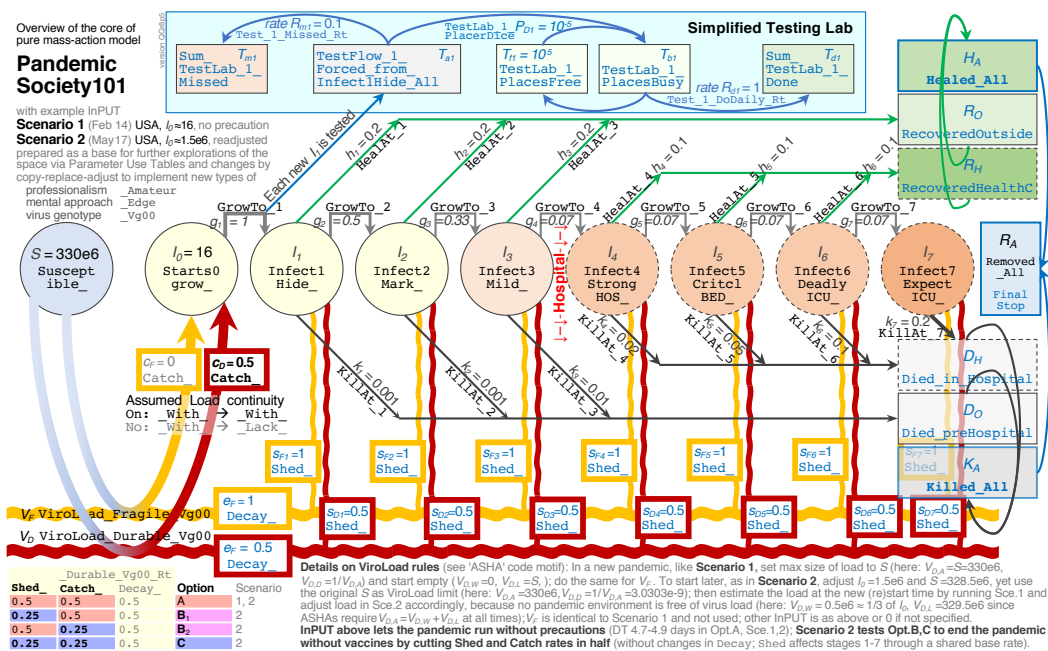 Overview of the core of
pure mass-action model
Pandemic
Society101
with example InPUT
Scenario 1 (Feb 14) USA, I0≈16, no precaution
Scenario 2 (May17) USA, I0≈1.5e6, readjusted
prepared as a base for further explorations of the
space via Parameter Use Tables and changes by
copy-replace-adjust to implement new types of
professionalism _Amateur
mental approach _Edge
virus genotype _Vg00
Simplified Testing Lab
rate Rm1 = 0.1
Test_1_Missed_Rt
TestLab_1_ PD1 = 10-5
PlacerDIce
Sum_ Tm1
TestLab_1_
Missed
TestFlow_1_ Ta1
Forced_from_
Infect1Hide_All
Tf1 = 10^5
TestLab_1_
PlacesFree
Tb1
TestLab_1_
PlacesBusy
Sum_ Td1
TestLab_1_
Done
rate Rd1 = 1
Test_1_DoDaily_Rt
Each new I1 is tested
h1 = 0.2
HealAt_1
h2 = 0.2
HealAt_2
h3 = 0.2
HealAt_3
h4 = 0.1
HealAt_4
h5 = 0.1
HealAt_5
h6 = 0.1
HealAt_6
HA
Healed_All
RO
RecoveredOutside
RH
RecoveredHealthC
RA
Removed
_All
Final
Stop
GrowTo_1
g1 = 1
GrowTo_2
g2 = 0.5
GrowTo_3
g3 = 0.33
GrowTo_4
g4 = 0.07
GrowTo_5
g5 = 0.07
GrowTo_6
g6 = 0.07
GrowTo_7
g7 = 0.07
S = 330e6
Suscept
ible_
I0 = 16
Starts0
grow_
I1
Infect1
Hide_
I2
Infect2
Mark_
I3
Infect3
Mild_
Hospital
I4
Infect4
Strong
HOS_
I5
Infect5
Critcl
BED_
I6
Infect6
Deadly
ICU_
I7
Infect7
Expect
ICU_
k1 = 0.001
KillAt_1
k2 = 0.001
KillAt_2
k3 = 0.01
KillAt_3
k4 = 0.02
KillAt_4
k5 = 0.05
KillAt_5
k6 = 0.1
KillAt_6
k7 = 0.2
KillAt_7
DH
Died_in_Hospital
DO
Died_preHospital
KA
Killed_All
cF = 0
Catch_
cD = 0.5
Catch_
Assumed Load continuity
On: _With_ → _With_
No: _With_ → _Lack_
sF1=1
Shed_
sF2=1
Shed_
sF3=1
Shed_
sF4=1
Shed_
sF5=1
Shed_
sF6=1
Shed_
sF7=1
Shed_
eF = 1
Decay_
VF ViroLoad_Fragile_Vg00
VD ViroLoad_Durable_Vg00
eF = 0.5
Decay_
sD1=0.5
Shed_
sD2=0.5
Shed_
sD3=0.5
Shed_
sD4=0.5
Shed_
sD5=0.5
Shed_
sD6=0.5
Shed_
sD7=0.5
Shed_
_Durable_Vg00_Rt
Shed_ Catch_ Decay_ Option Scenario
0.5 0.5 0.5 A 1, 2
0.25 0.5 0.5 B1 2
0.5 0.25 0.5 B2 2
0.25 0.25 0.5 C 2
Details on ViroLoad rules (see 'ASHA' code motif): In a new pandemic, like Scenario 1, set max size of load to S (here: VD,A=S=330e6,
VD,D =1/VD,A) and start empty (VD,W =0, VD,L = S, ); do the same for VF . To start later, as in Scenario 2, adjust I0 =1.5e6 and S =328.5e6, yet use
the original S as ViroLoad limit (here: VD,A =330e6, VD,D =1/VD,A =3.0303e-9); then estimate the load at the new (re)start time by running Sce.1 and
adjust load in Sce.2 accordingly, because no pandemic environment is free of virus load (here: VD,W = 0.5e6 ≈ 1/3 of I0, VD,L =329.5e6 since
ASHAs require VD,A =VD,W +VD,L at all times); VF is identical to Scenario 1 and not used; other INPUT is as above or 0 if not specified.
InPUT above lets the pandemic run without precautions (DT 4.7-4.9 days in Opt.A, Sce.1,2); Scenario 2 tests Opt.B,C to end the pandemic
without vaccines by cutting Shed and Catch rates in half (without changes in Decay; Shed affects stages 1-7 through a shared base rate).